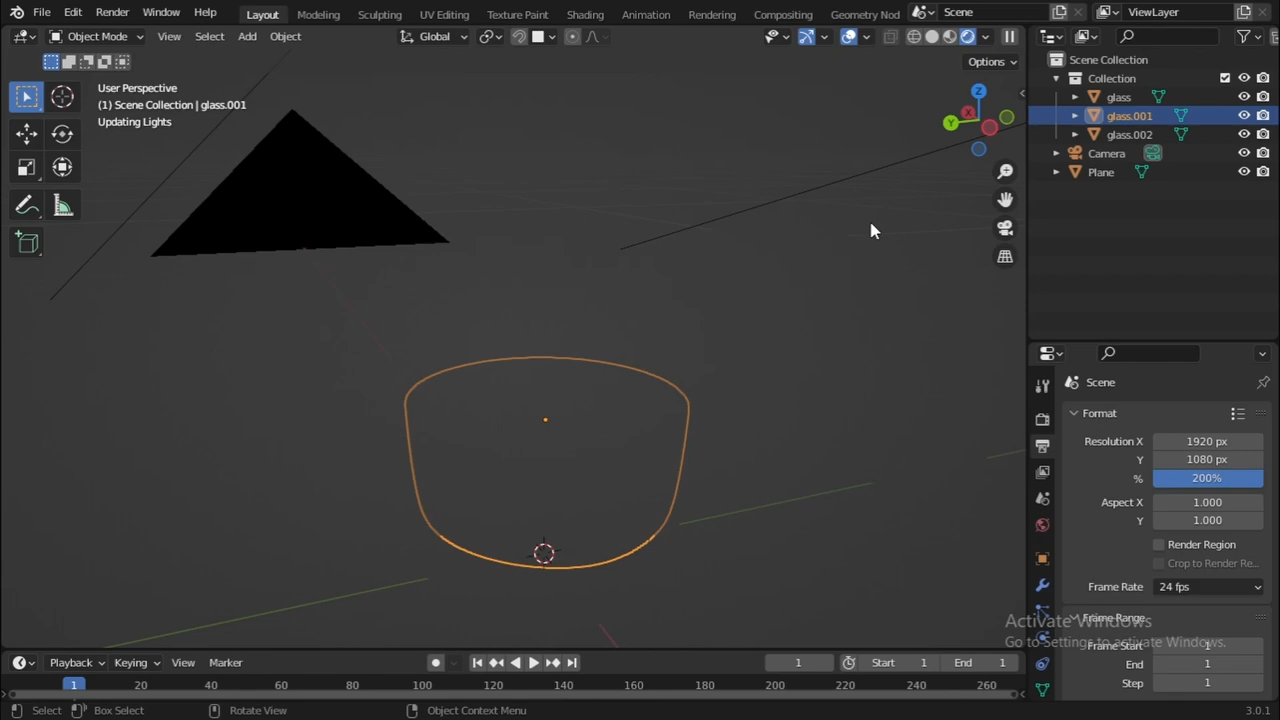 File Edit Render Window Help Layout Modeling Sculpting UV Editing Texture Paint Shading Animation Rendering Compositing Geometry Nod Scene ViewLayer
Object Mode View Select Add Object Global
Options
User Perspective
(1) Scene Collection | glass.001
Updating Lights
Z
X
Y
Scene Collection
Collection
glass
glass.001
glass.002
Camera
Plane
Scene
Format
Resolution X 1920 px
Y 1080 px
% 200%
Aspect X 1.000
Y 1.000
Render Region
Crop to Render Re...
Frame Rate 24 fps
Frame Range
Frame Start 1
End 1
Step 1
Activate Windows
Go to Settings to activate Windows.
Playback Keying View Marker 1 Start 1 End 1
1 20 40 60 80 100 120 140 160 180 200 220 240 260
Select Box Select Rotate View Object Context Menu 3.0.1